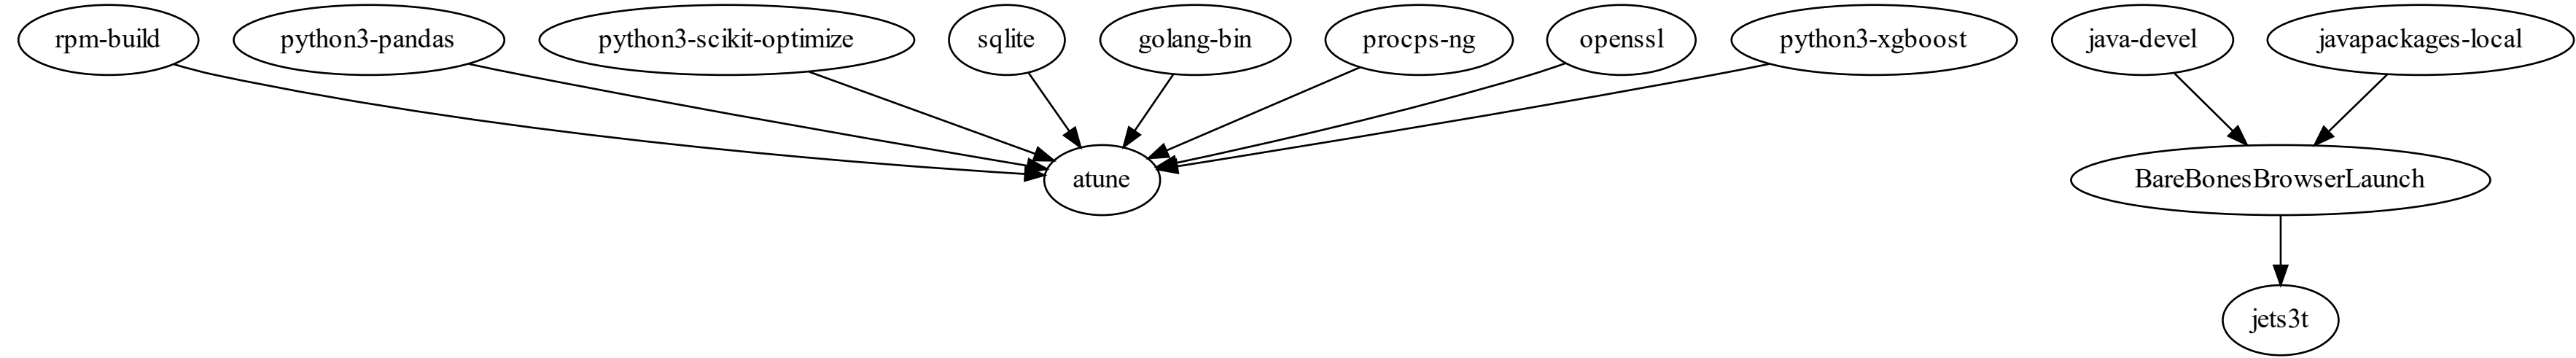 rpm-build
python3-pandas
python3-scikit-optimize
sqlite
golang-bin
procps-ng
openssl
python3-xgboost
java-devel
javapackages-local
atune
BareBonesBrowserLaunch
jets3t